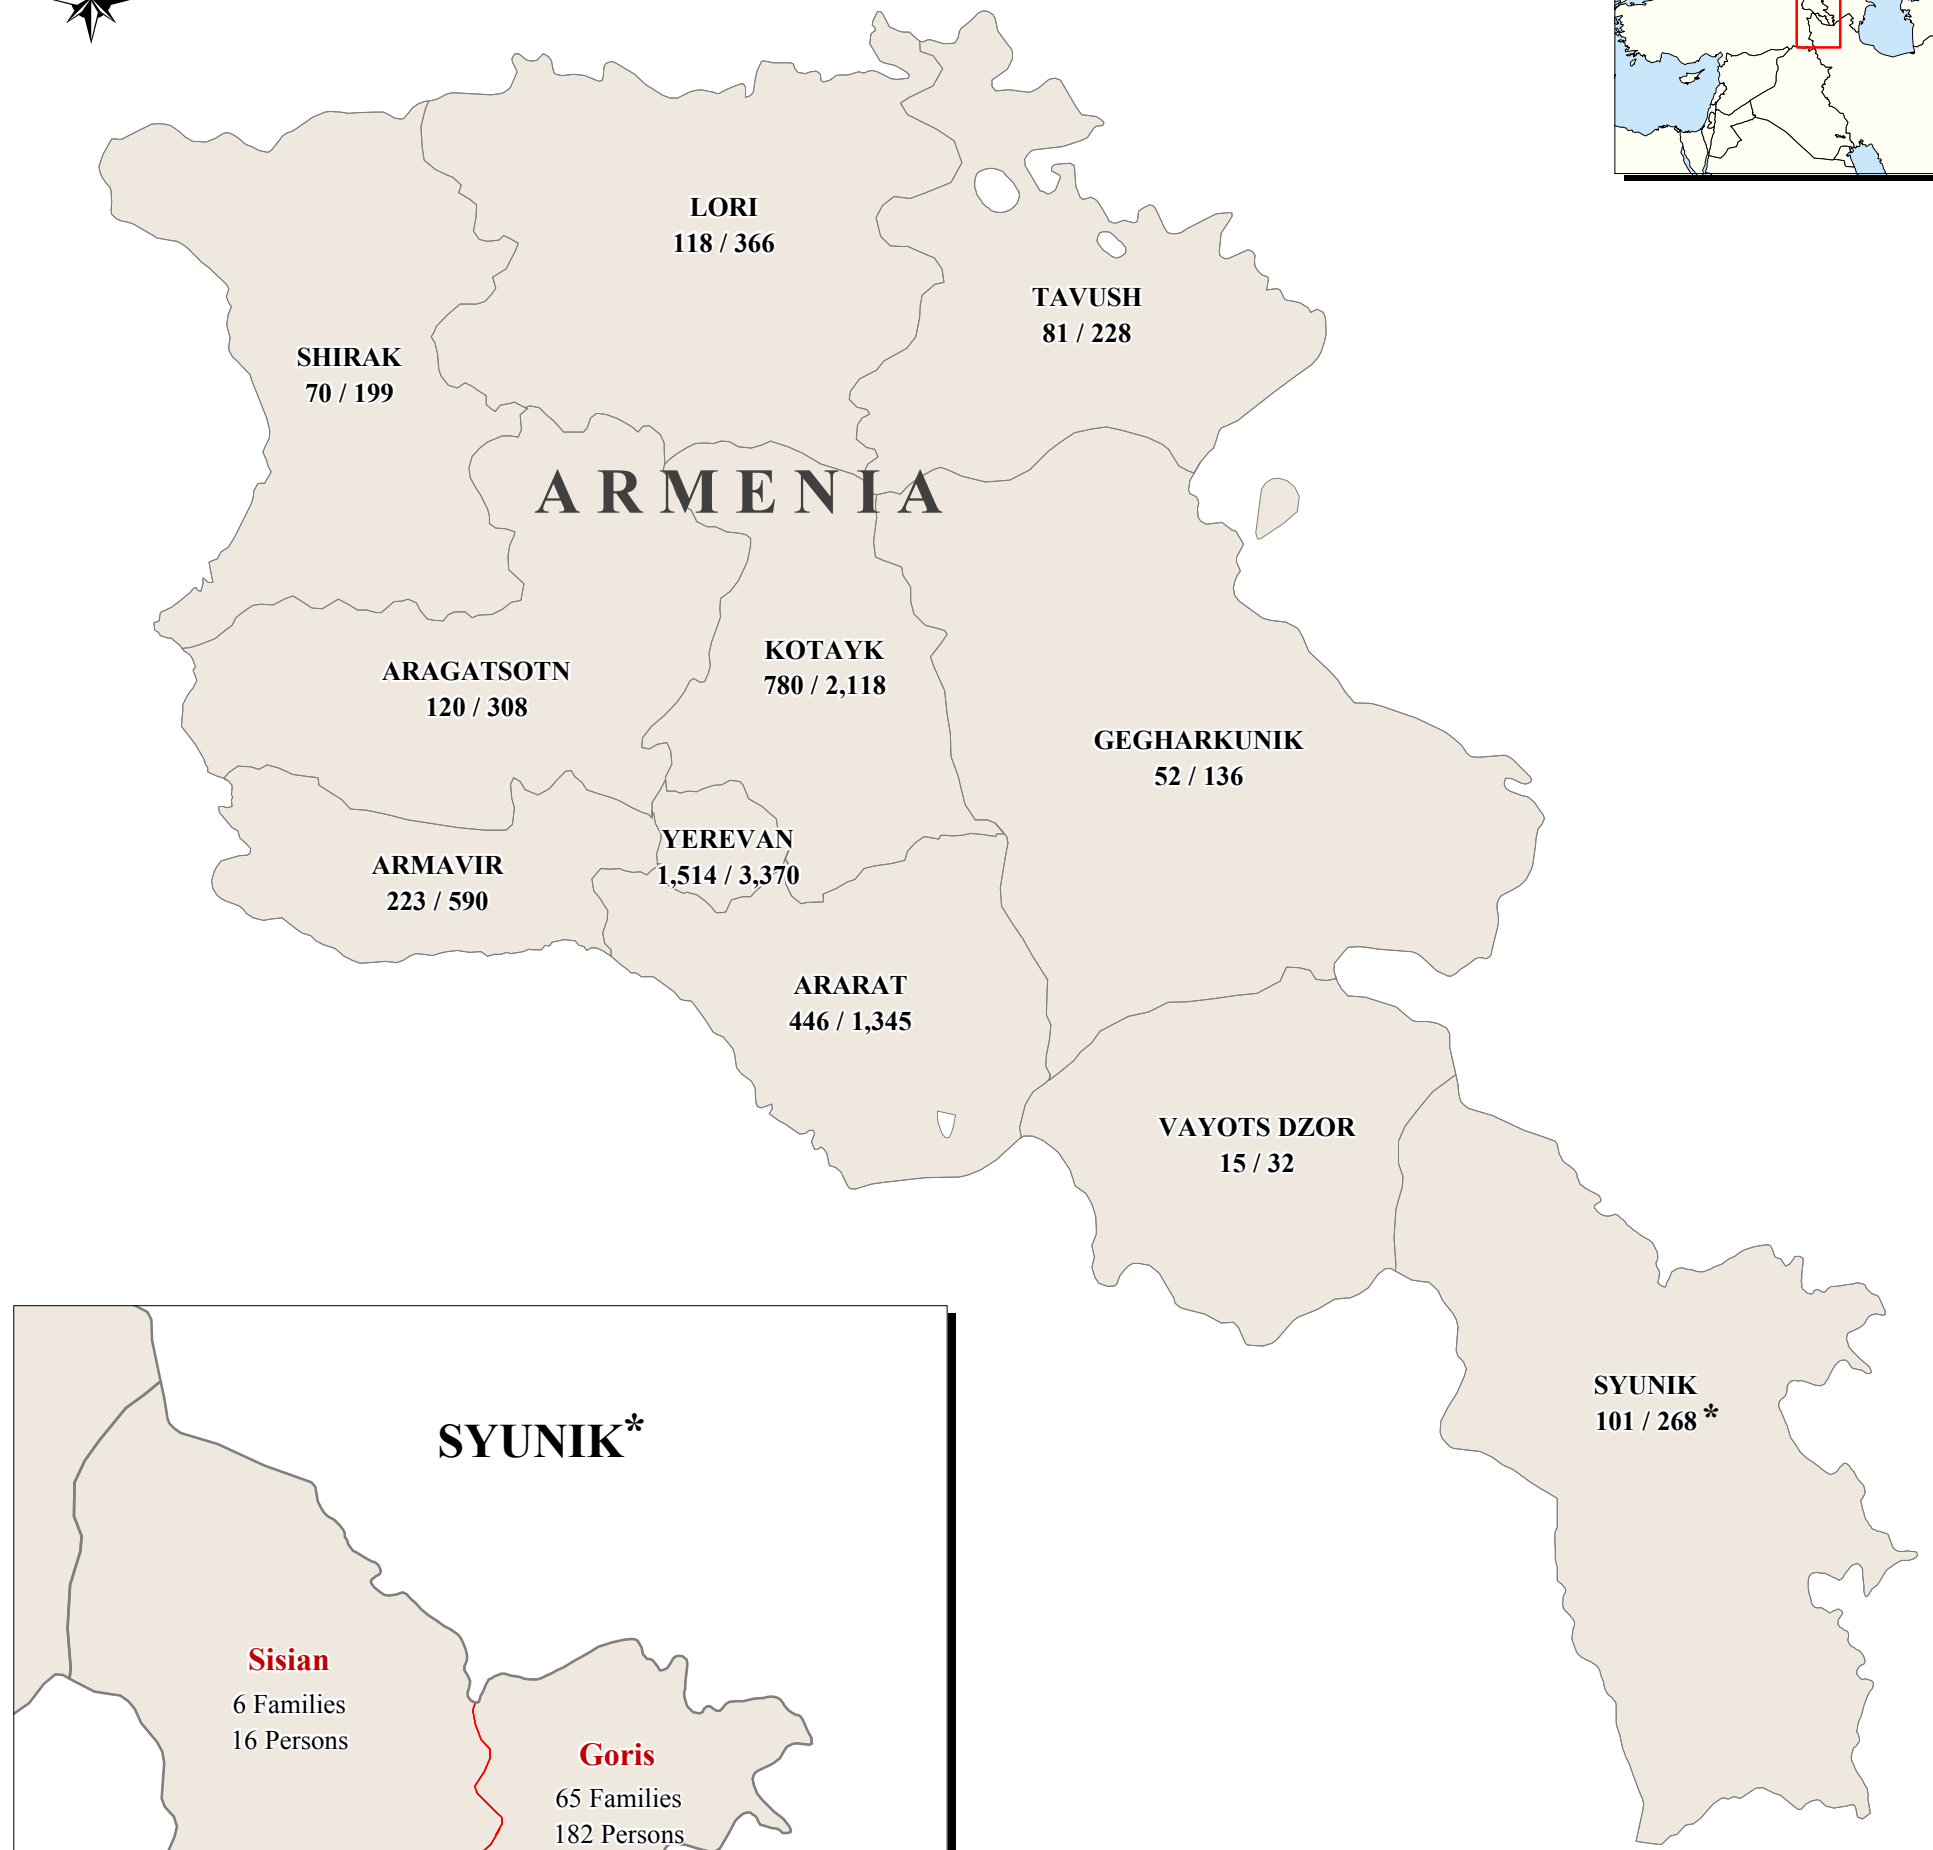 LORI
118 / 366
TAVUSH
81 / 228
SHIRAK
70 / 199
ARMENIA
KOTAYK
780 / 2,118
ARAGATSOTN
120 / 308
GEGHARKUNIK
52 / 136
YEREVAN
1,514 / 3,370
ARMAVIR
223 / 590
ARARAT
446 / 1,345
VAYOTS DZOR
15 / 32
SYUNIK
101 / 268 *
SYUNIK*
Sisian
6 Families
16 Persons
Goris
65 Families
182 Persons